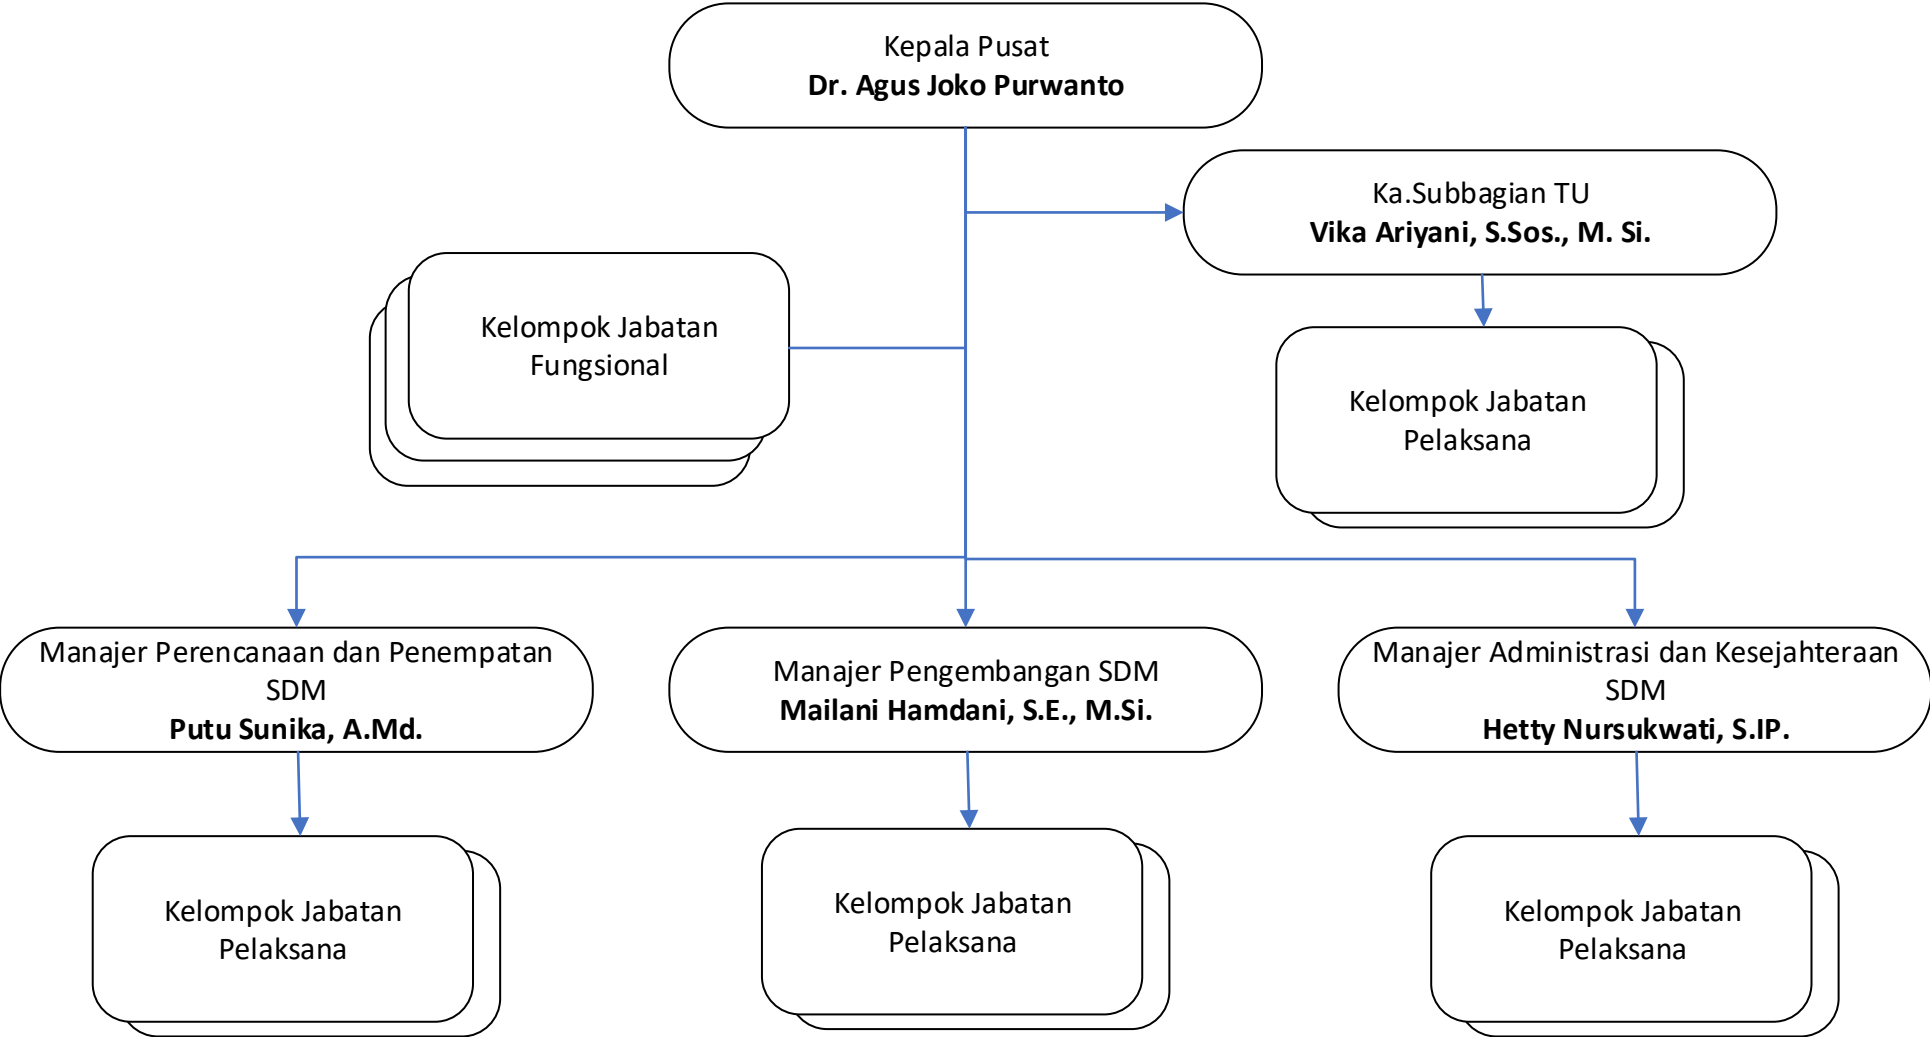 Kepala Pusat
Dr. Agus Joko Purwanto
Ka.Subbagian TU
Vika Ariyani, S.Sos., M. Si.
Kelompok Jabatan
Fungsional
Kelompok Jabatan
Pelaksana
Manajer Perencanaan dan Penempatan
SDM
Putu Sunika, A.Md.
Manajer Pengembangan SDM
Mailani Hamdani, S.E., M.Si.
Manajer Administrasi dan Kesejahteraan
SDM
Hetty Nursukwati, S.IP.
Kelompok Jabatan
Pelaksana
Kelompok Jabatan
Pelaksana
Kelompok Jabatan
Pelaksana